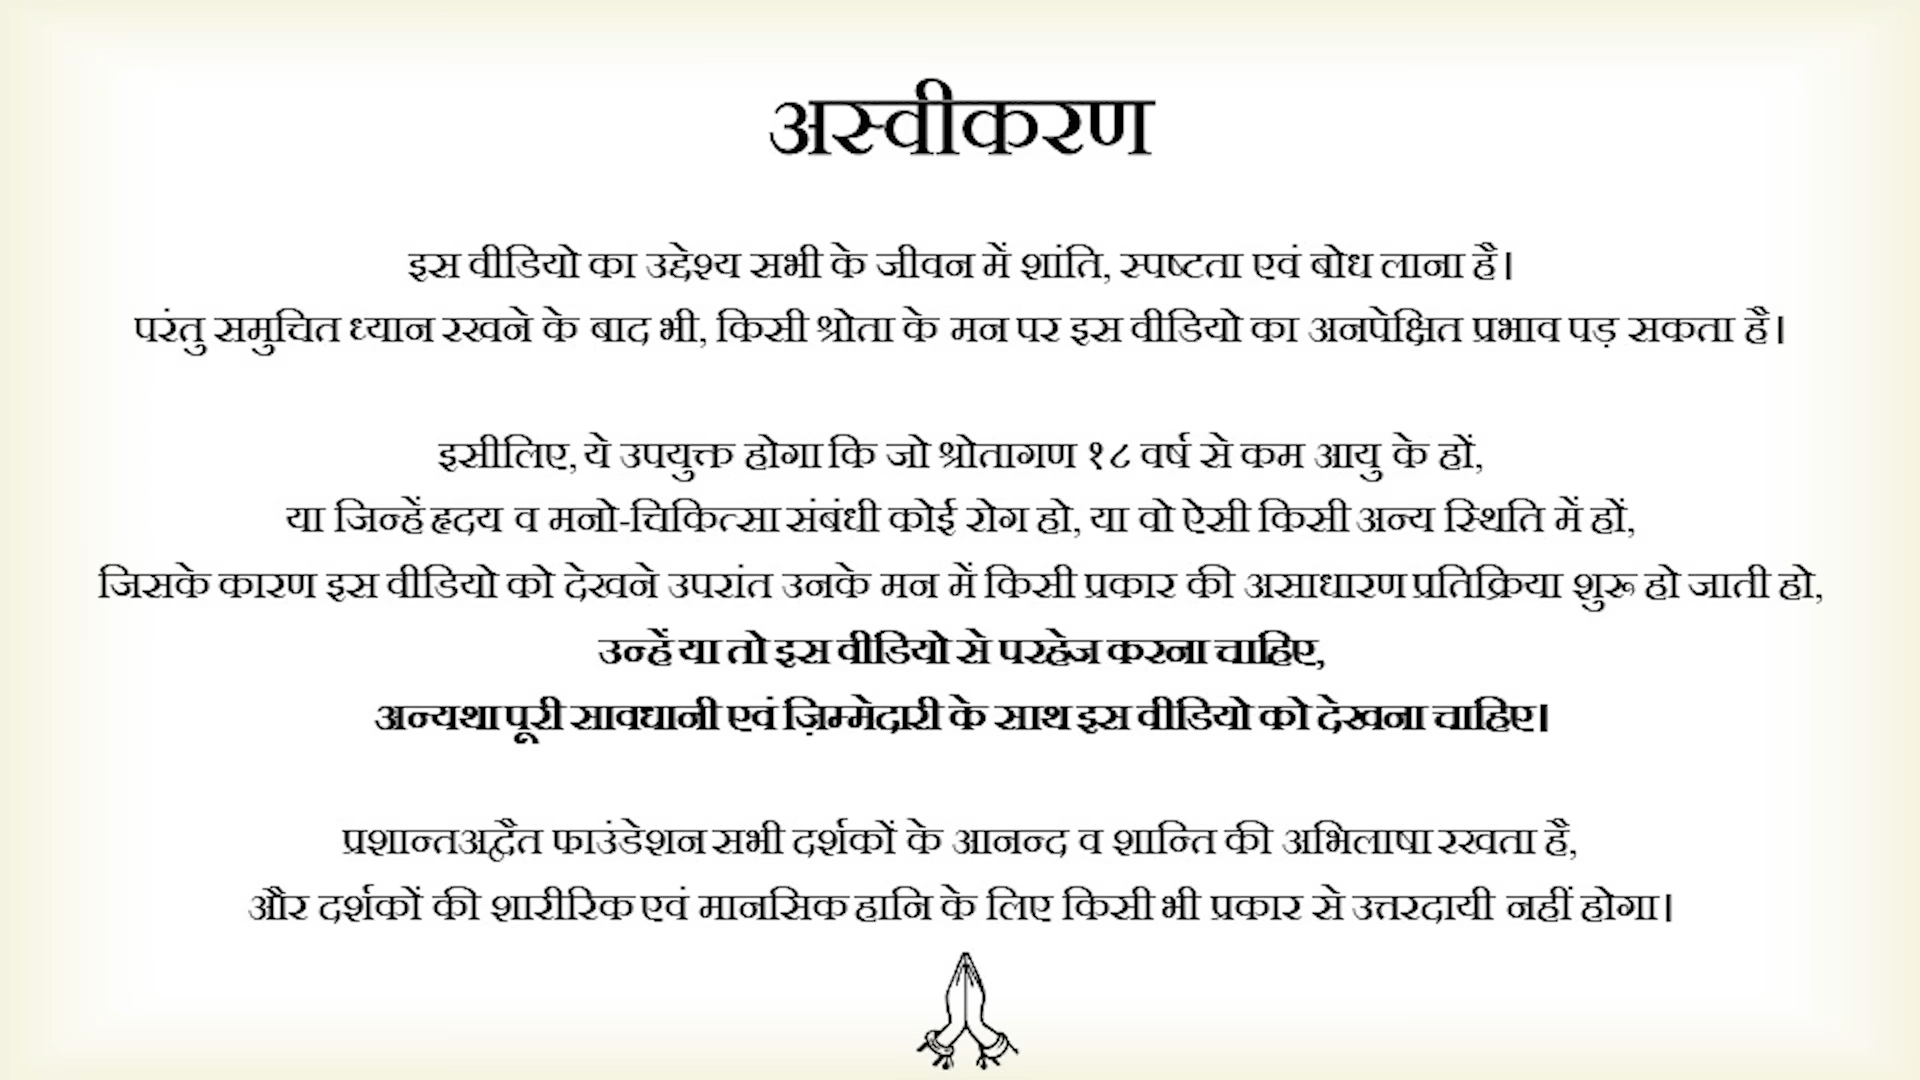 अस्वीकरण
इस वीडियो का उद्देश्य सभी के जीवन में शांति, स्पष्टता एवं बोध लाना है।
परंतु समुचित ध्यान रखने के बाद भी, किसी श्रोता के मन पर इस वीडियो का अनपेक्षित प्रभाव पड़ सकता है।
इसीलिए, ये उपयुक्त होगा कि जो श्रोतागण १८ वर्ष से कम आयु के हों,
या जिन्हें हृदय व मनो-चिकित्सा संबंधी कोई रोग हो, या वो ऐसी किसी अन्य स्थिति में हों,
जिसके कारण इस वीडियो को देखने उपरांत उनके मन में किसी प्रकार की असाधारण प्रतिक्रिया शुरू हो जाती हो,
उन्हें या तो इस वीडियो से परहेज करना चाहिए,
अन्यथा पूरी सावधानी एवं ज़िम्मेदारी के साथ इस वीडियो को देखना चाहिए।
प्रशान्तअद्वैत फाउंडेशन सभी दर्शकों के आनन्द व शान्ति की अभिलाषा रखता है,
और दर्शकों की शारीरिक एवं मानसिक हानि के लिए किसी भी प्रकार से उत्तरदायी नहीं होगा।